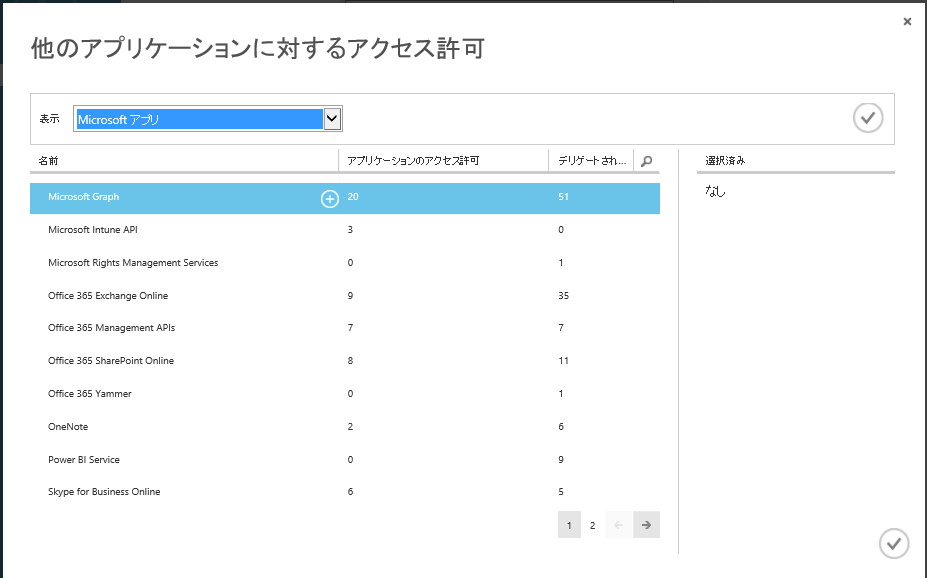 他のアプリケーションに対するアクセス許可
表示 Microsoft アプリ
名前 アプリケーションのアクセス許可 デリゲートされ... 選択済み
Microsoft Graph 20 51 なし
Microsoft Intune API 3 0
Microsoft Rights Management Services 0 1
Office 365 Exchange Online 9 35
Office 365 Management APIs 7 7
Office 365 SharePoint Online 8 11
Office 365 Yammer 0 1
OneNote 2 6
Power BI Service 0 9
Skype for Business Online 6 5
1 2